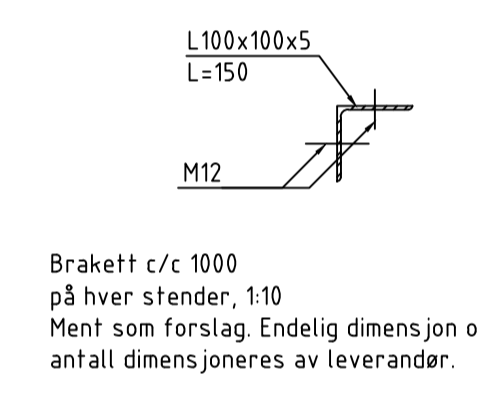 L100x100x5
L=150
M12
Brakett c/c 1000
på hver stender, 1:10
Ment som forslag. Endelig dimensjon o
antall dimensjoneres av leverandør.